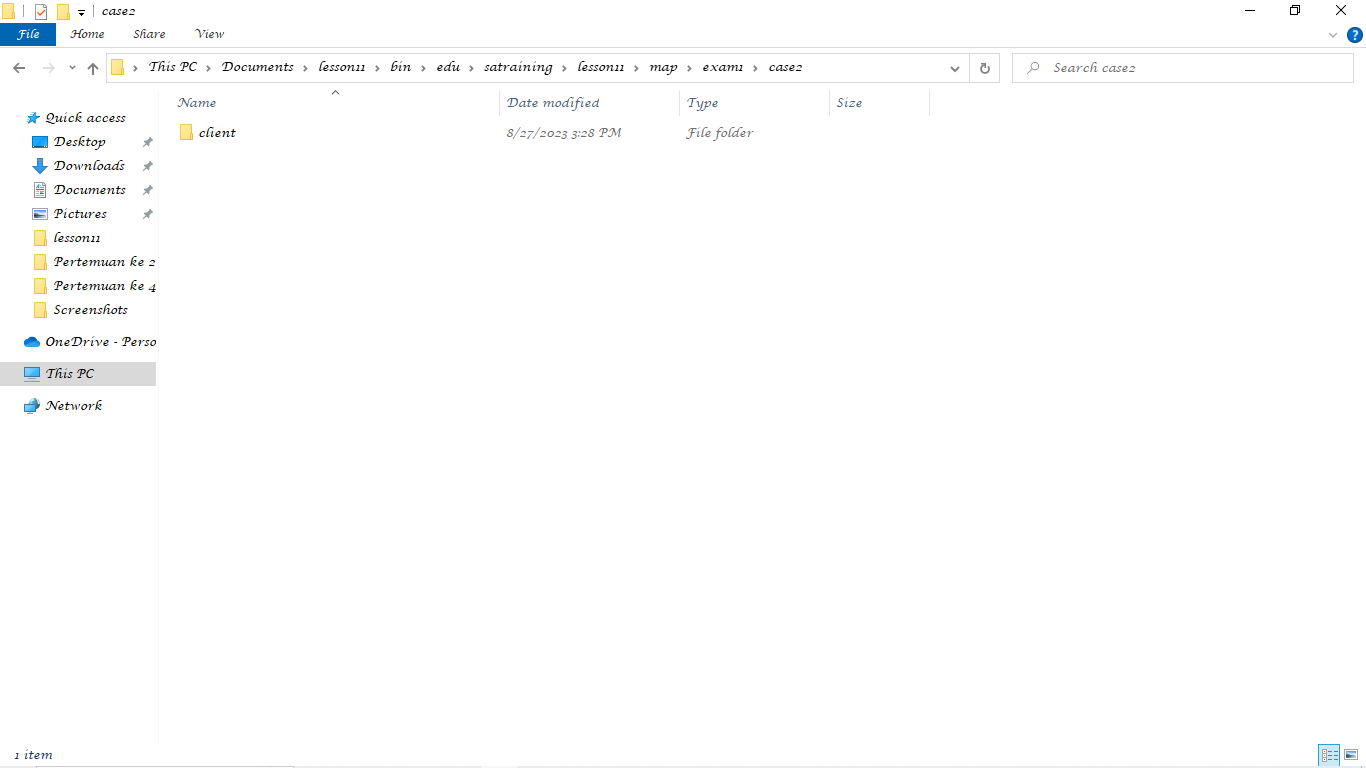 case2
File Home Share View
This PC Documents lesson11 bin edu satraining lesson11 map exam1 case2
Search case2
Name Date modified Type Size
client 8/27/2023 3:28 PM File folder
Quick access
Desktop
Downloads
Documents
Pictures
lesson11
Pertemuan ke 2
Pertemuan ke 4
Screenshots
OneDrive - Perso
This PC
Network
1 item